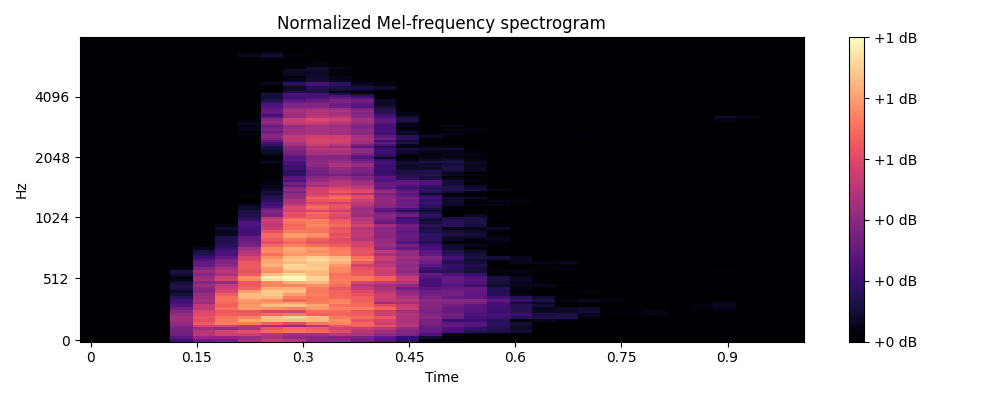 Normalized Mel-frequency spectrogram
Hz
4096
2048
1024
512
0
0 0.15 0.3 0.45 0.6 0.75 0.9
Time
+1 dB
+1 dB
+1 dB
+0 dB
+0 dB
+0 dB